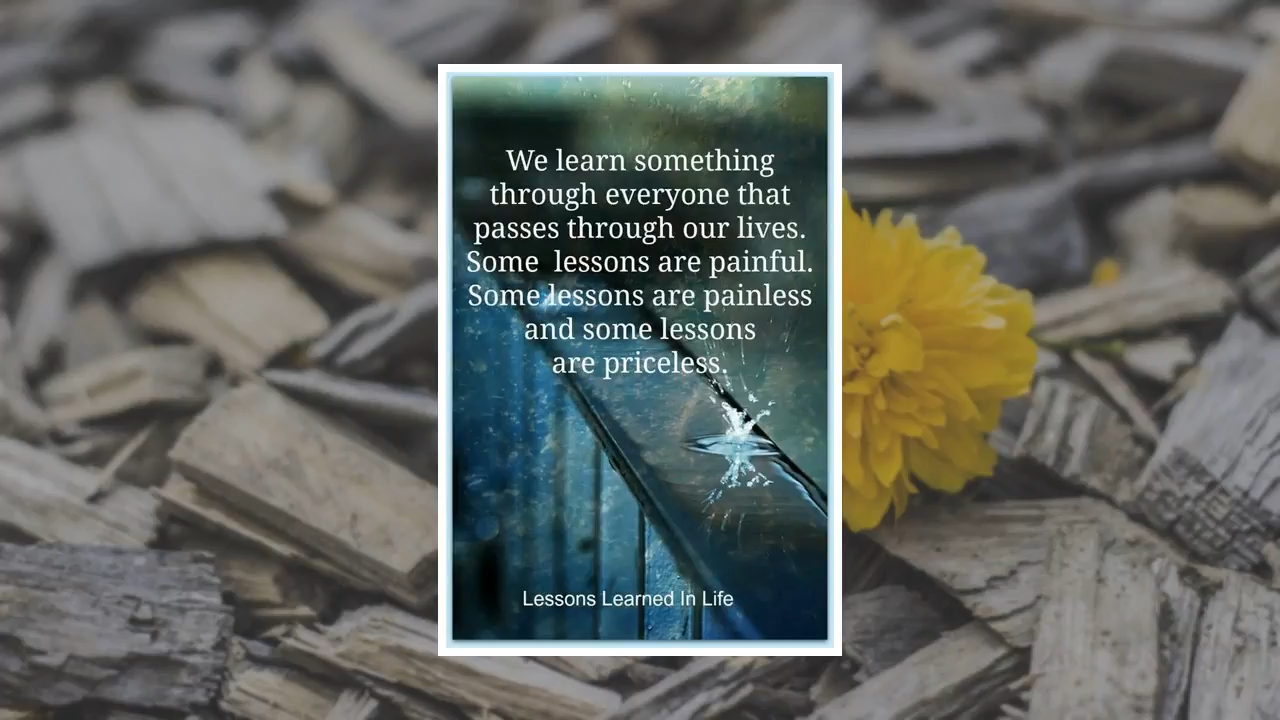 We learn something
through everyone that
passes through our lives.
Some  lessons are painful.
Some lessons are painless
and some lessons
are priceless.
Lessons Learned In Life